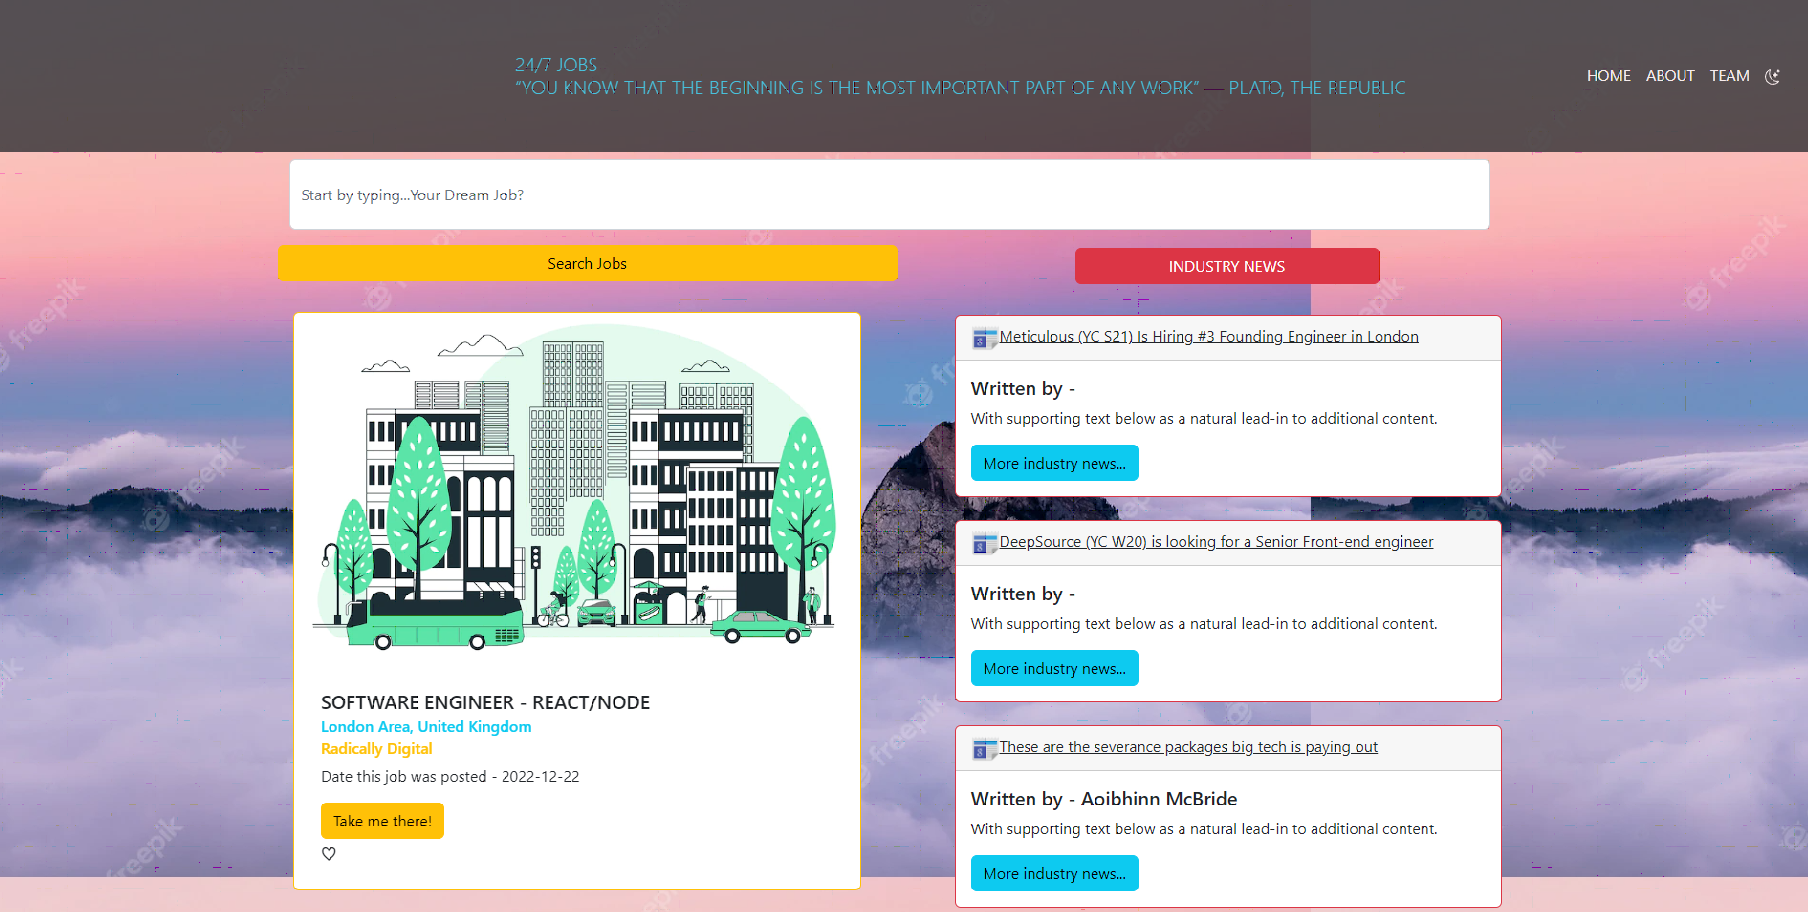 24/7 JOBS
“YOU KNOW THAT THE BEGINNING IS THE MOST IMPORTANT PART OF ANY WORK” — PLATO, THE REPUBLIC
HOME ABOUT TEAM
Start by typing...Your Dream Job?
Search Jobs
INDUSTRY NEWS
SOFTWARE ENGINEER - REACT/NODE
London Area, United Kingdom
Radically Digital
Date this job was posted - 2022-12-22
Take me there!
Meticulous (YC S21) Is Hiring #3 Founding Engineer in London
Written by -
With supporting text below as a natural lead-in to additional content.
More industry news...
DeepSource (YC W20) is looking for a Senior Front-end engineer
Written by -
With supporting text below as a natural lead-in to additional content.
More industry news...
These are the severance packages big tech is paying out
Written by - Aoibhinn McBride
With supporting text below as a natural lead-in to additional content.
More industry news...
freepik
freepik
freepik
freepik
freepik
freepik
freepik
freepik